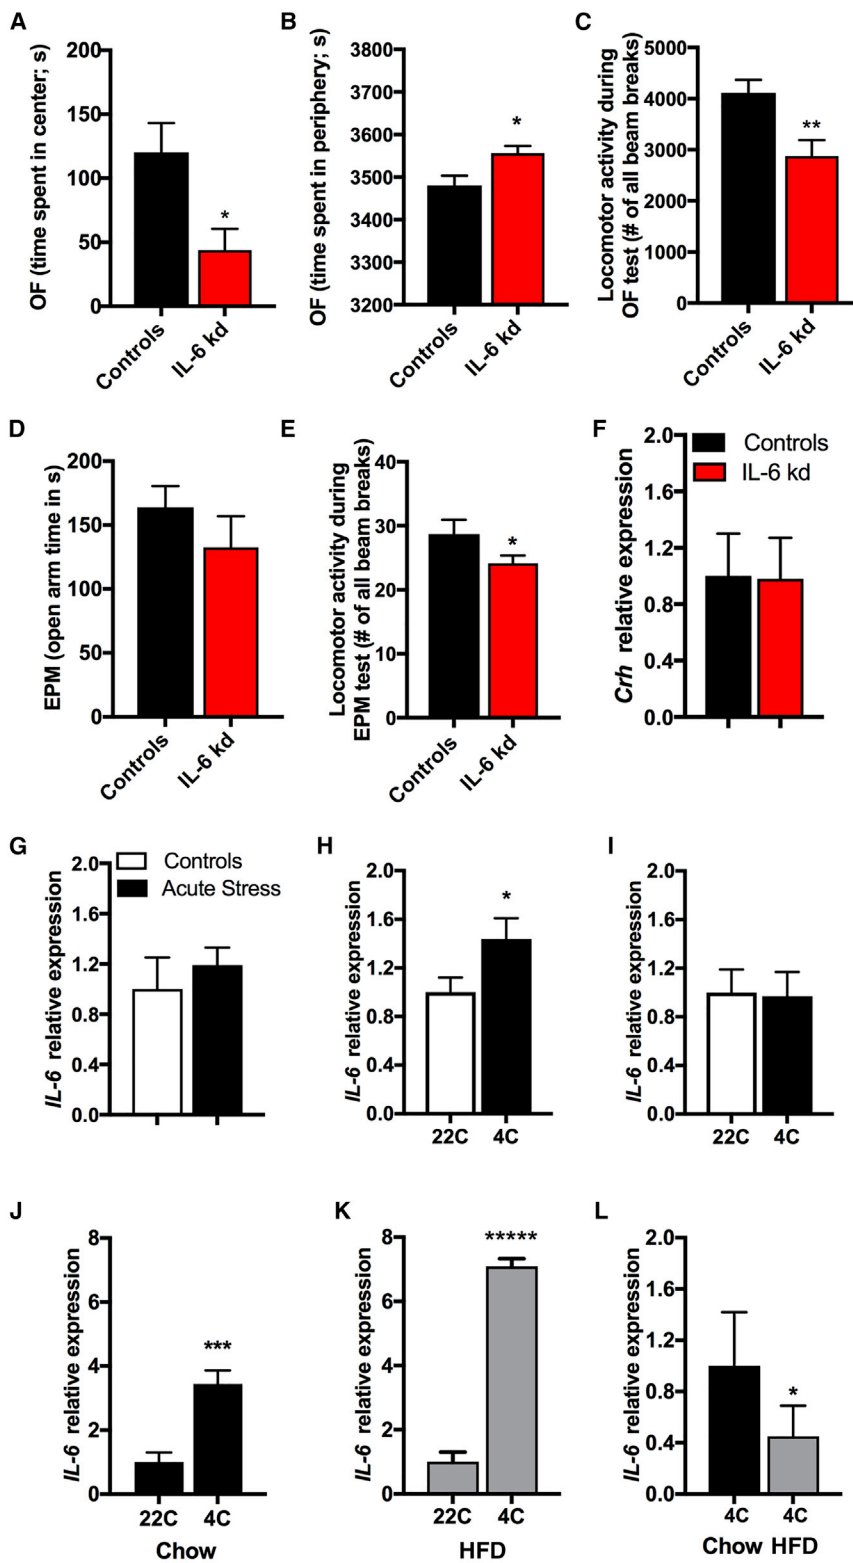 A
OF (time spent in center; s)
200
150
100
50
0
*
Controls
IL-6 kd
B
OF (time spent in periphery; s)
3800
3700
3600
3500
3400
3300
3200
*
Controls
IL-6 kd
C
Locomotor activity during
OF test (# of all beam breaks)
5000
4000
3000
2000
1000
0
**
Controls
IL-6 kd
D
EPM (open arm time in s)
200
150
100
50
0
Controls
IL-6 kd
E
Locomotor activity during
EPM test (# of all beam breaks)
40
30
20
10
0
*
Controls
IL-6 kd
F
Crh relative expression
2.0
1.6
1.2
0.8
0.4
0.0
Controls
IL-6 kd
G
IL-6 relative expression
2.0
1.6
1.2
0.8
0.4
0.0
Controls
Acute Stress
H
IL-6 relative expression
2.0
1.6
1.2
0.8
0.4
0.0
*
22C 4C
I
IL-6 relative expression
2.0
1.6
1.2
0.8
0.4
0.0
22C 4C
J
IL-6 relative expression
8
6
4
2
0
***
22C 4C
Chow
K
IL-6 relative expression
8
6
4
2
0
*****
22C 4C
HFD
L
IL-6 relative expression
2.0
1.6
1.2
0.8
0.4
0.0
*
4C 4C
Chow HFD